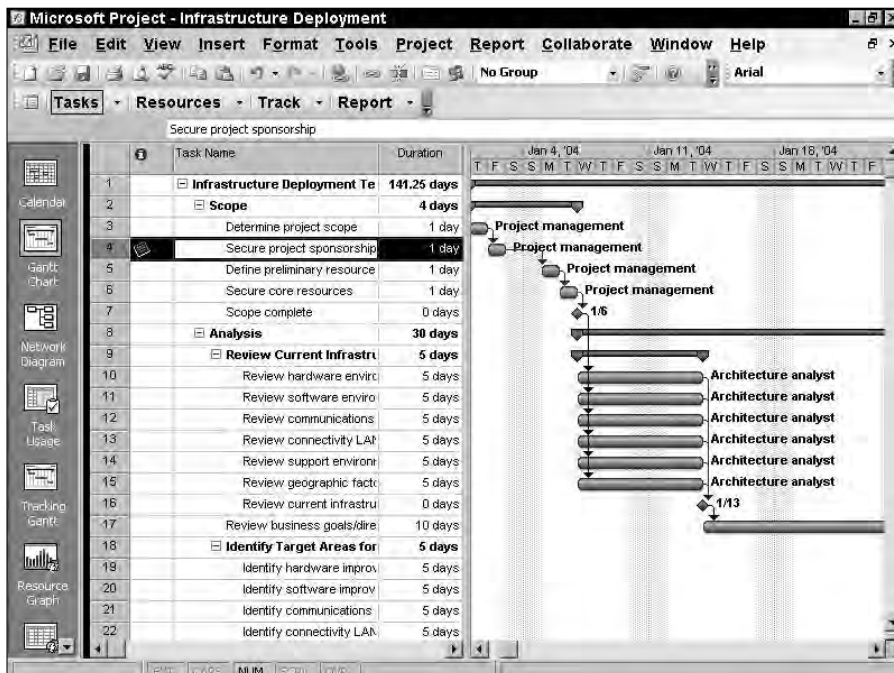 Microsoft Project - Infrastructure Deployment
File Edit View Insert Format Tools Project Report Collaborate Window Help
No Group Arial
Tasks Resources Track Report
Secure project sponsorship
Task Name Duration Jan 4, '04 Jan 11, '04 Jan 18, '04
T F S S M T W T F S S M T W T F S S M T W T F
1 Infrastructure Deployment Te 141.25 days
2 Scope 4 days
3 Determine project scope 1 day Project management
4 Secure project sponsorship 1 day Project management
5 Define preliminary resource 1 day Project management
6 Secure core resources 1 day Project management
7 Scope complete 0 days 1/6
8 Analysis 30 days
9 Review Current Infrastru 5 days
10 Review hardware enviro 5 days Architecture analyst
11 Review software enviro 5 days Architecture analyst
12 Review communications 5 days Architecture analyst
13 Review connectivity LAN 5 days Architecture analyst
14 Review support environr 5 days Architecture analyst
15 Review geographic facto 5 days Architecture analyst
16 Review current infrastru 0 days 1/13
17 Review business goals/dire 10 days
18 Identify Target Areas for 5 days
19 Identify hardware improv 5 days
20 Identify software improv 5 days
21 Identify communications 5 days
22 Identify connectivity LAN 5 days
Calendar
Gantt
Chart
Network
Diagram
Task
Usage
Tracking
Gantt
Resource
Graph
EXT CAPS NUM SCRL OVR